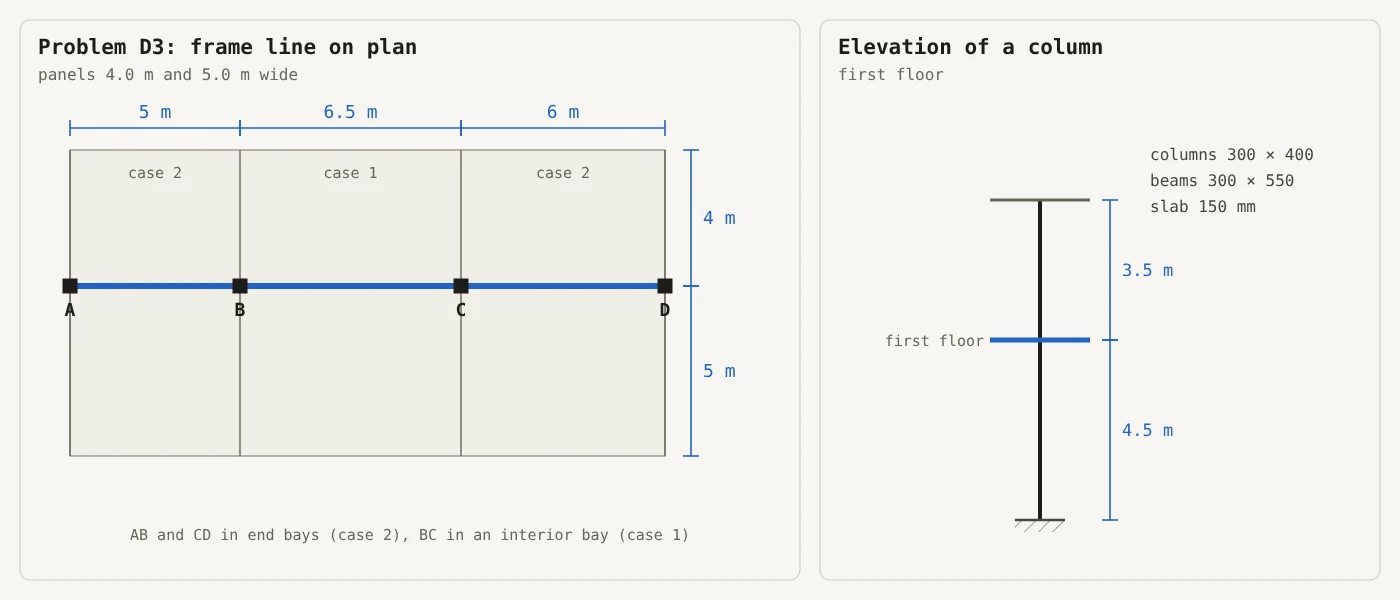 Problem D3: frame line on plan
panels 4.0 m and 5.0 m wide
5 m
6.5 m
6 m
case 2
case 1
case 2
4 m
A
B
C
D
5 m
AB and CD in end bays (case 2), BC in an interior bay (case 1)
Elevation of a column
first floor
columns 300 × 400
beams 300 × 550
slab 150 mm
3.5 m
first floor
4.5 m